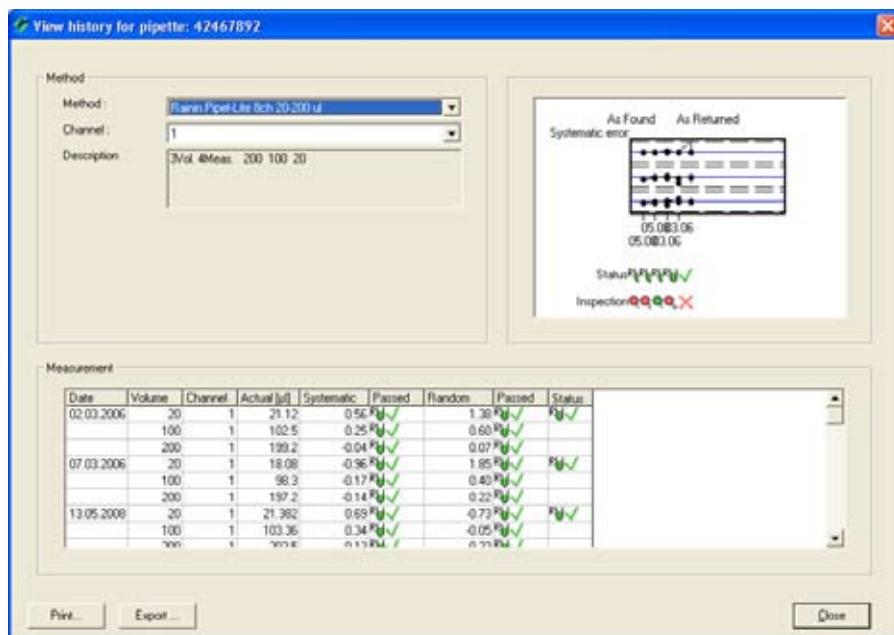 View history for pipette: 42467892
Method
Method : Rainin Pipet-Lite 8ch 20-200 ul
Channel : 1
Description 3Vol. 4Meas. 200 100 20
As Found As Returned
Systematic error
Status
Inspection
Measurement
Date Volume Channel Actual [µl] Systematic Passed Random Passed Status
02.03.2006 20 1 21.12 0.56 1.38
100 1 102.5 0.25 0.60
200 1 199.2 -0.04 0.07
07.03.2006 20 1 18.08 -0.96 1.85
100 1 98.3 -0.17 0.40
200 1 197.2 -0.14 0.22
13.05.2008 20 1 21.382 0.69 -0.73
100 1 103.36 0.34 -0.05
Print... Export... Close